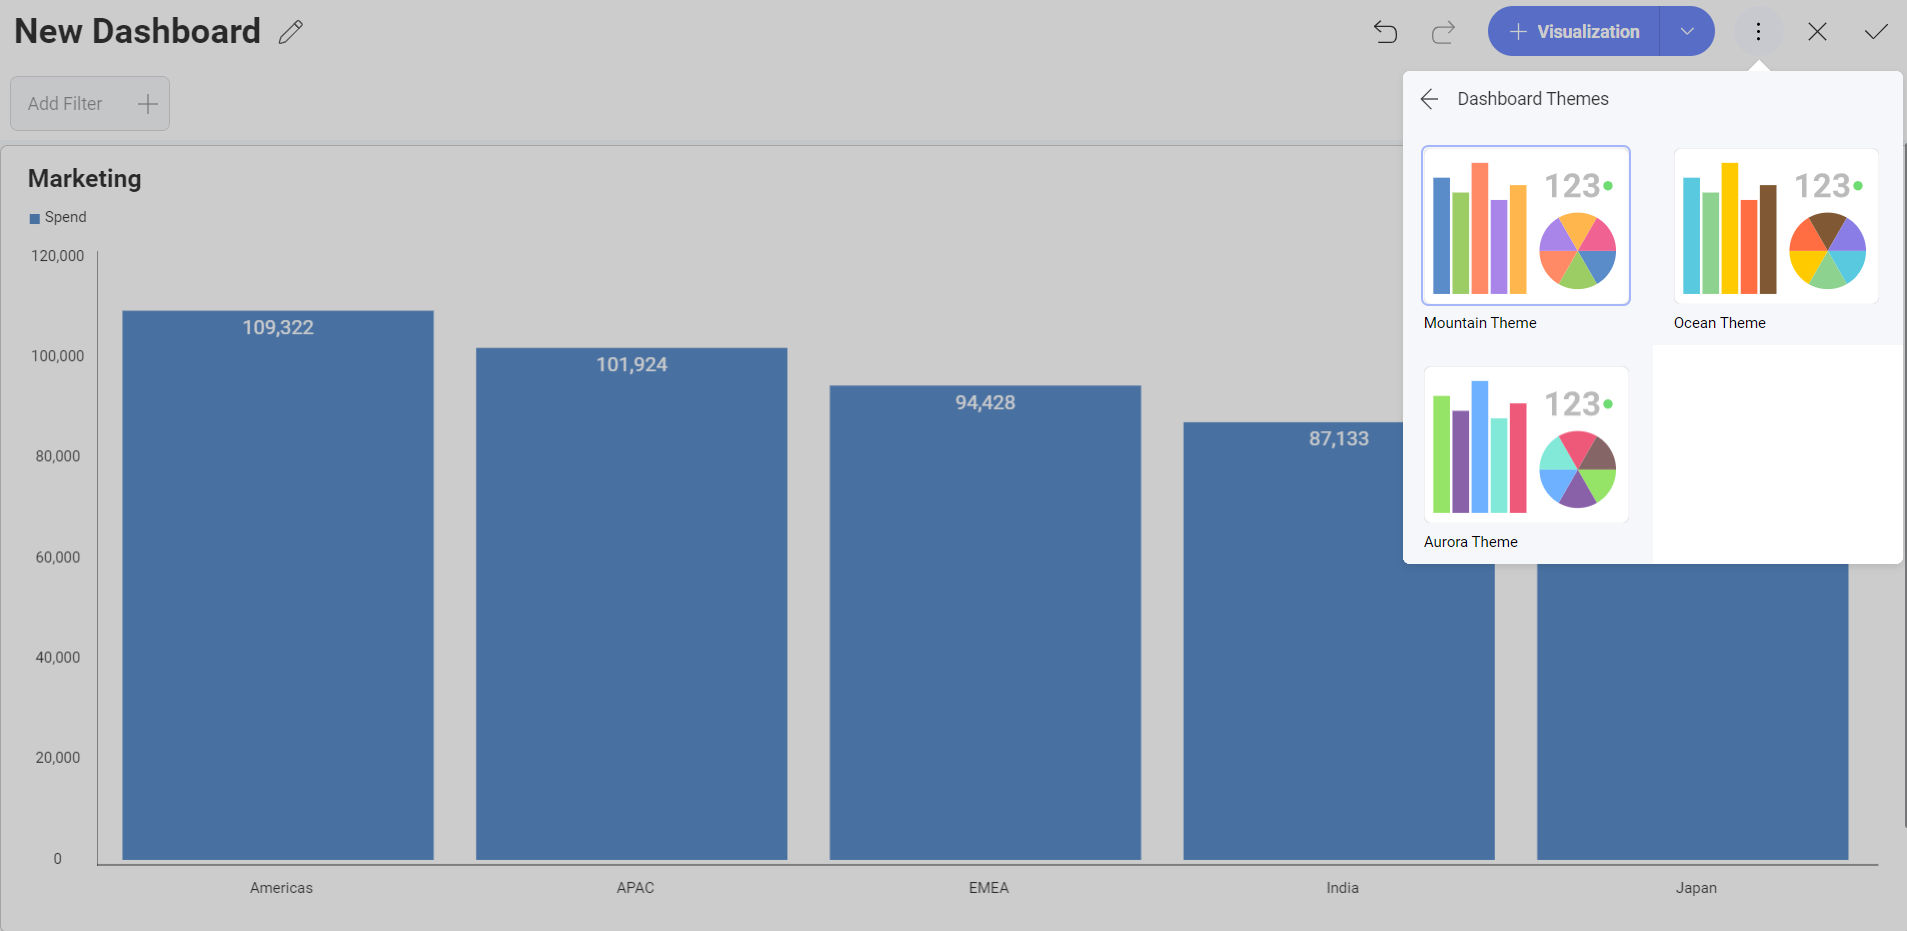 New Dashboard
Visualization
Add Filter
Dashboard Themes
123
123
Mountain Theme
Ocean Theme
123
Aurora Theme
Marketing
Spend
120,000
100,000
80,000
60,000
40,000
20,000
0
109,322
101,924
94,428
87,133
Americas
APAC
EMEA
India
Japan